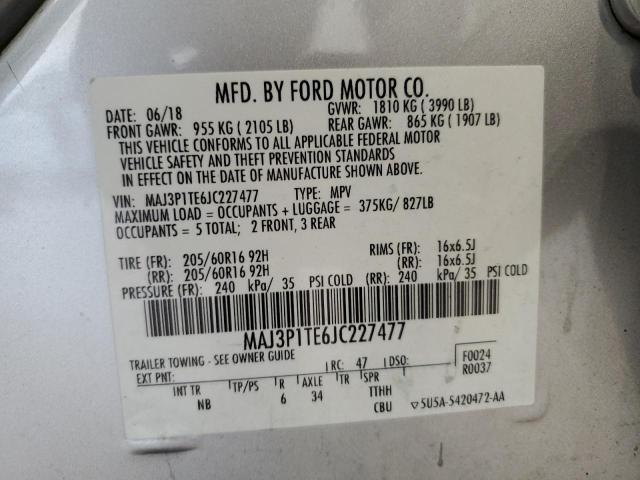 MFD. BY FORD MOTOR CO.
DATE: 06/18 GVWR: 1810 KG ( 3990 LB)
FRONT GAWR: 955 KG ( 2105 LB) REAR GAWR: 865 KG ( 1907 LB)
THIS VEHICLE CONFORMS TO ALL APPLICABLE FEDERAL MOTOR
VEHICLE SAFETY AND THEFT PREVENTION STANDARDS
IN EFFECT ON THE DATE OF MANUFACTURE SHOWN ABOVE.
VIN: MAJ3P1TE6JC227477 TYPE: MPV
MAXIMUM LOAD = OCCUPANTS + LUGGAGE = 375KG/ 827LB
OCCUPANTS = 5 TOTAL; 2 FRONT, 3 REAR
TIRE (FR): 205/60R16 92H RIMS (FR): 16x6.5J
(RR): 205/60R16 92H (RR): 16x6.5J
PRESSURE (FR): 240 kPa/ 35 PSI COLD (RR): 240 kPa/ 35 PSI COLD
MAJ3P1TE6JC227477
TRAILER TOWING - SEE OWNER GUIDE
EXT PNT: RC: 47 DSO: F0024
R0037
INT TR TP/PS R AXLE TR SPR
NB 6 34 TTHH
CBU ▽5U5A-5420472-AA